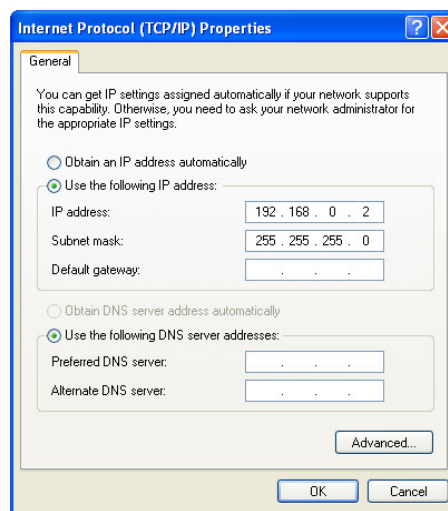 Internet Protocol (TCP/IP) Properties
General
You can get IP settings assigned automatically if your network supports
this capability. Otherwise, you need to ask your network administrator for
the appropriate IP settings.
Obtain an IP address automatically
Use the following IP address:
IP address: 192 . 168 . 0 . 2
Subnet mask: 255 . 255 . 255 . 0
Default gateway: . . .
Obtain DNS server address automatically
Use the following DNS server addresses:
Preferred DNS server: . . .
Alternate DNS server: . . .
Advanced...
OK Cancel